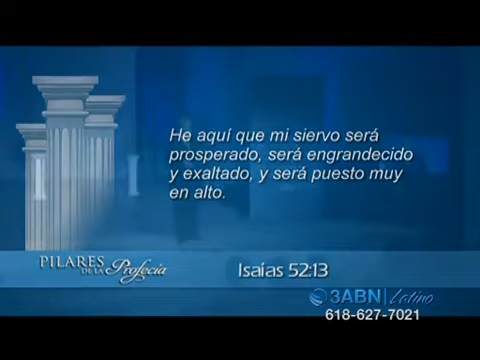 He aquí que mi siervo será
prosperado, será engrandecido
y exaltado, y será puesto muy
en alto.
PILARES
DE LA Profecía
Isaías 52:13
3ABN Latino
618-627-7021